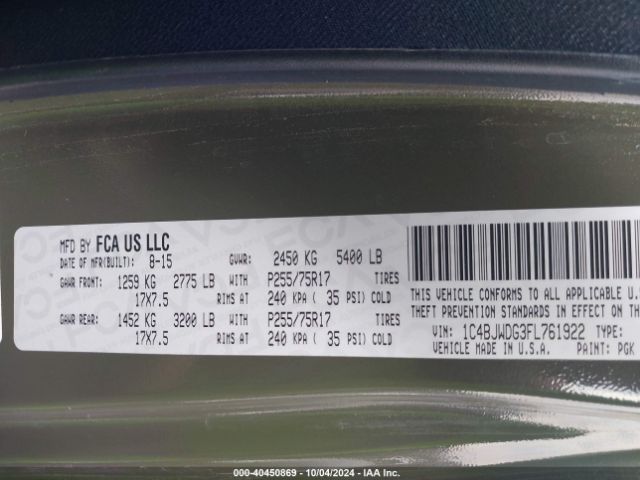 MFD BY FCA US LLC
DATE OF MFR(BUILT): 8-15 GVWR: 2450 KG 5400 LB
GAWR FRONT: 1259 KG 2775 LB WITH P255/75R17 TIRES
17X7.5 RIMS AT 240 KPA ( 35 PSI) COLD
GAWR REAR: 1452 KG 3200 LB WITH P255/75R17 TIRES
17X7.5 RIMS AT 240 KPA ( 35 PSI) COLD
THIS VEHICLE CONFORMS TO ALL APPLICABLE U.S.
THEFT PREVENTION STANDARDS IN EFFECT ON TH
VIN: 1C4BJWDG3FL761922 TYPE:
VEHICLE MADE IN U.S.A. PAINT: PGK
000-40450869 - 10/04/2024 - IAA Inc.